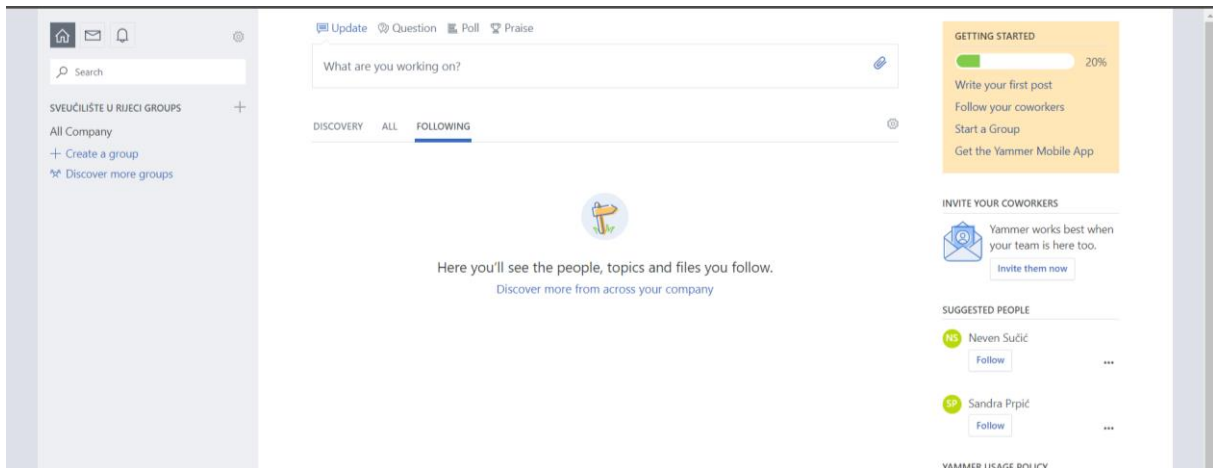 Search
SVEUČILIŠTE U RIJECI GROUPS
All Company
Create a group
Discover more groups
Update Question Poll Praise
What are you working on?
DISCOVERY ALL FOLLOWING
Here you'll see the people, topics and files you follow.
Discover more from across your company
GETTING STARTED
20%
Write your first post
Follow your coworkers
Start a Group
Get the Yammer Mobile App
INVITE YOUR COWORKERS
Yammer works best when
your team is here too.
Invite them now
SUGGESTED PEOPLE
NS Neven Sučić
Follow
SP Sandra Prpić
Follow
YAMMER USAGE POLICY